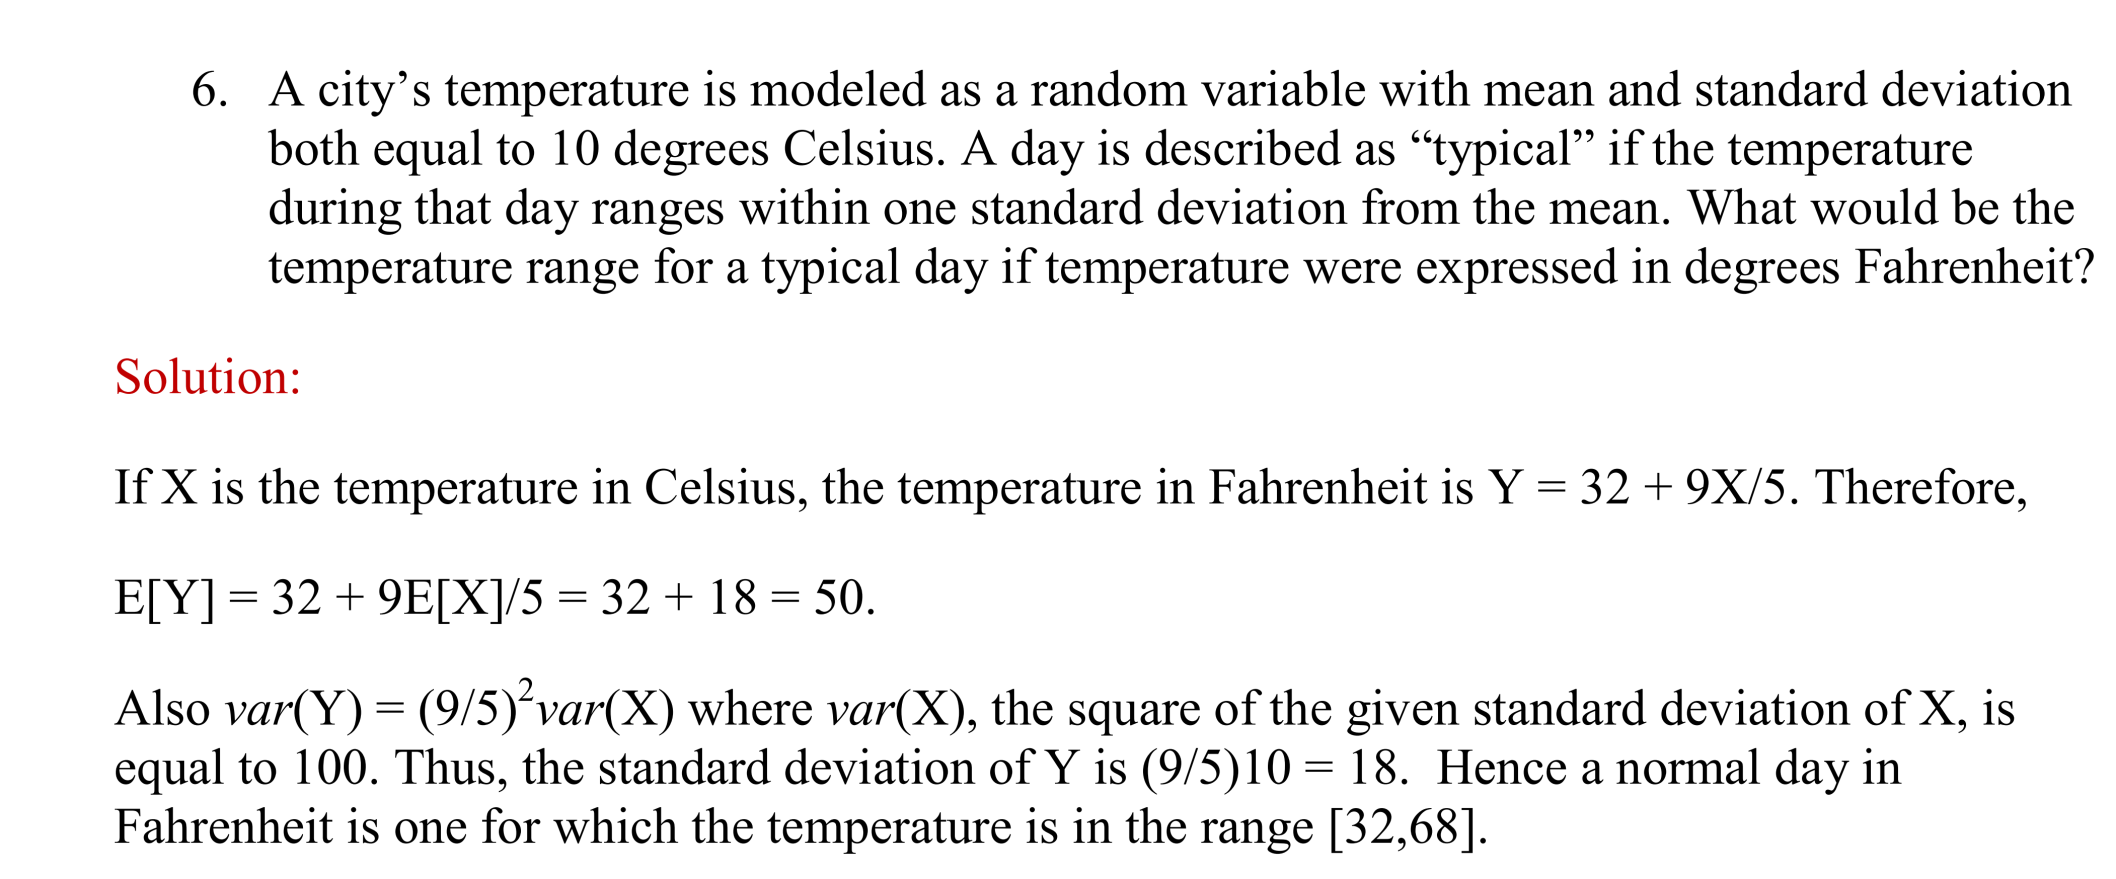 6. A city’s temperature is modeled as a random variable with mean and standard deviation
both equal to 10 degrees Celsius. A day is described as “typical” if the temperature
during that day ranges within one standard deviation from the mean. What would be the
temperature range for a typical day if temperature were expressed in degrees Fahrenheit?
Solution:
If X is the temperature in Celsius, the temperature in Fahrenheit is Y = 32 + 9X/5. Therefore,
E[Y] = 32 + 9E[X]/5 = 32 + 18 = 50.
Also var(Y) = (9/5)²var(X) where var(X), the square of the given standard deviation of X, is
equal to 100. Thus, the standard deviation of Y is (9/5)10 = 18. Hence a normal day in
Fahrenheit is one for which the temperature is in the range [32,68].